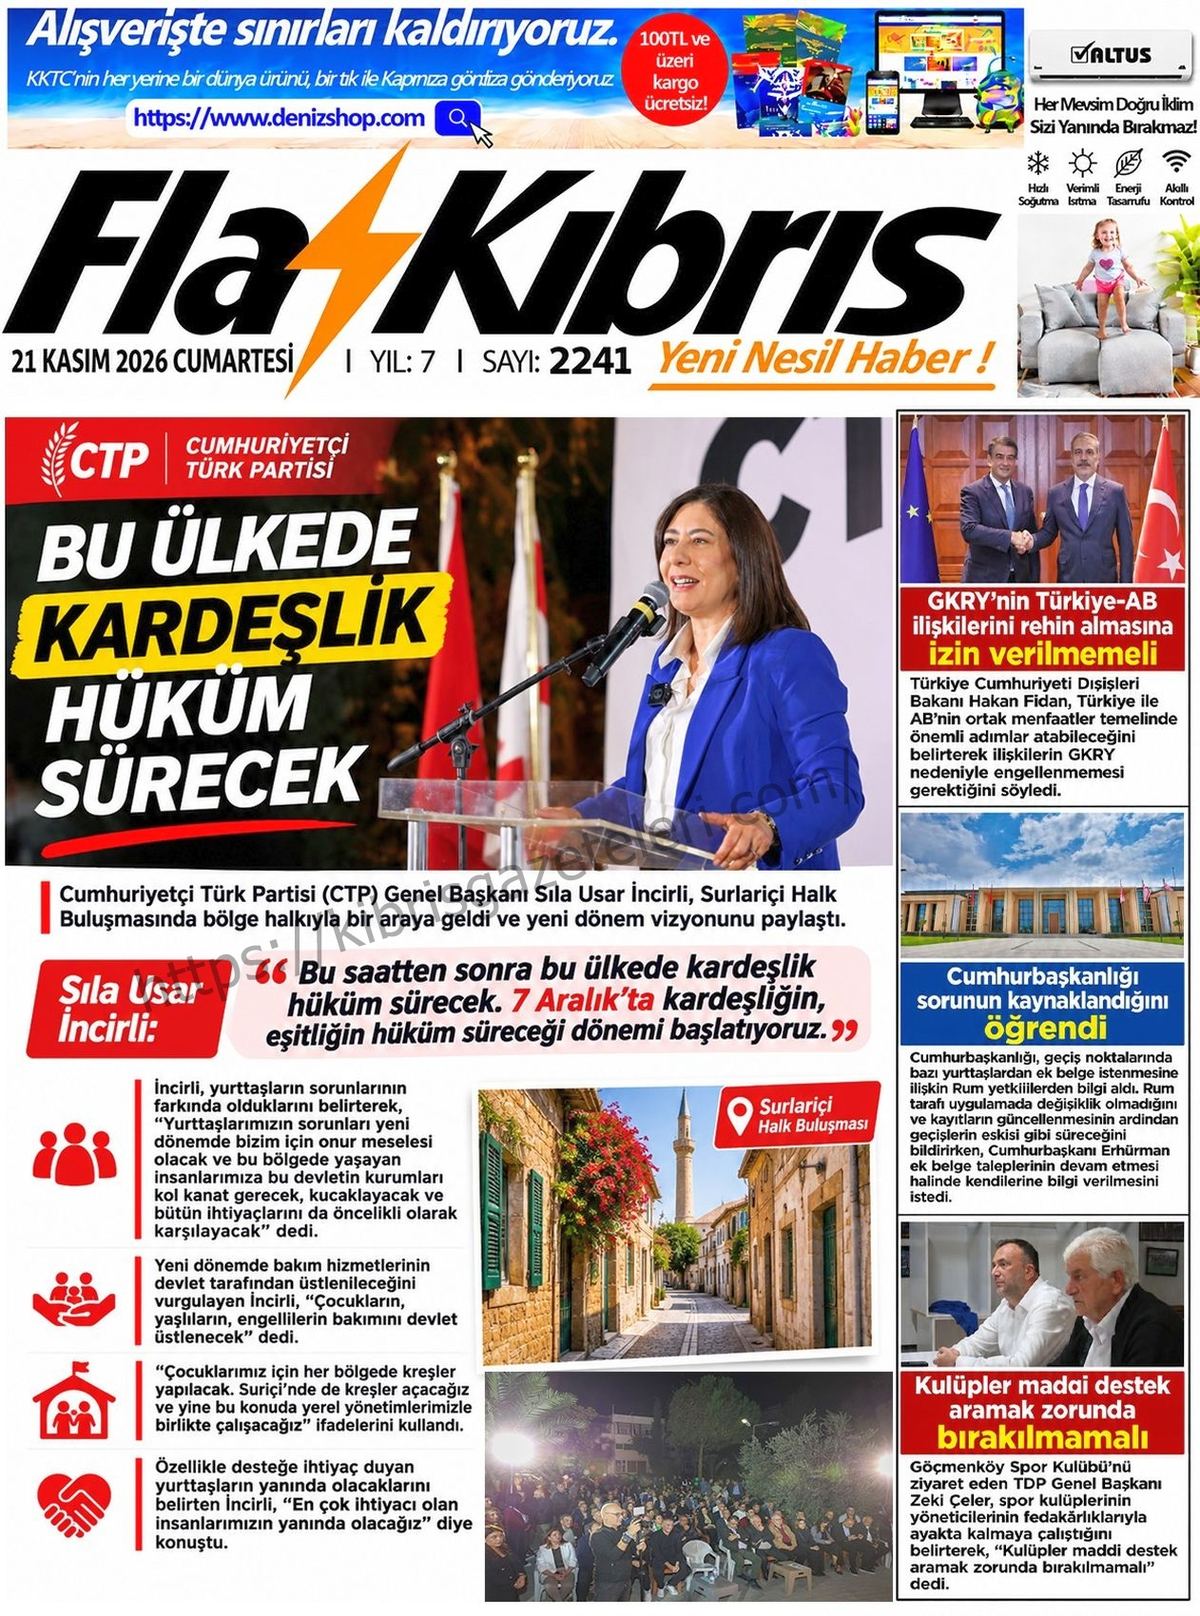 Alışverişte sınırları kaldırıyoruz.
KKTC'nin her yerine bir dünya ürünü, bir tık ile Kapınıza gönderiyoruz
https://www.denizshop.com
100TL ve
üzeri
kargo
ücretsiz!
ALTUS
Her Mevsim Doğru İklim
Sizi Yanında Bırakmaz!
Hızlı
Soğutma
Verimli
Isıtma
Enerji
Tasarrufu
Akıllı
Kontrol
Fla Kıbrıs
21 KASIM 2026 CUMARTESİ | YIL: 7 | SAYI: 2241
Yeni Nesil Haber !
CTP
CUMHURİYETÇİ
TÜRK PARTİSİ
BU ÜLKEDE
KARDEŞLİK
HÜKÜM
SÜRECEK
Cumhuriyetçi Türk Partisi (CTP) Genel Başkanı Sıla Usar İncirli, Surlariçi Halk
Buluşmasında bölge halkıyla bir araya geldi ve yeni dönem vizyonunu paylaştı.
Sıla Usar
İncirli:
“Bu saatten sonra bu ülkede kardeşlik
hüküm sürecek. 7 Aralık’ta kardeşliğin,
eşitliğin hüküm süreceği dönemi başlatıyoruz.”
İncirli, yurttaşların sorunlarının
farkında olduklarını belirterek,
“Yurttaşlarımızın sorunları yeni
dönemde bizim için onur meselesi
olacak ve bu bölgede yaşayan
insanlarımıza bu devletin kurumları
kol kanat gerecek, kucaklayacak ve
bütün ihtiyaçlarını da öncelikli olarak
karşılayacak” dedi.
Yeni dönemde bakım hizmetlerinin
devlet tarafından üstlenileceğini
vurgulayan İncirli, “Çocukların,
yaşlıların, engellilerin bakımını devlet
üstlenecek” dedi.
“Çocuklarımız için her bölgede kreşler
yapılacak. Suriçi’nde de kreşler açacağız
ve yine bu konuda yerel yönetimlerimizle
birlikte çalışacağız” ifadelerini kullandı.
Özellikle desteğe ihtiyaç duyan
yurttaşların yanında olacaklarını
belirten İncirli, “En çok ihtiyacı olan
insanlarımızın yanında olacağız” diye
konuştu.
Surlariçi
Halk Buluşması
GKRY’nin Türkiye-AB
ilişkilerini rehin almasına
izin verilmemeli
Türkiye Cumhuriyeti Dışişleri
Bakanı Hakan Fidan, Türkiye ile
AB’nin ortak menfaatler temelinde
önemli adımlar atabileceğini
belirterek ilişkilerin GKRY
nedeniyle engellenmemesi
gerektiğini söyledi.
Cumhurbaşkanlığı
sorunun kaynaklandığını
öğrendi
Cumhurbaşkanlığı, geçiş noktalarında
bazı yurttaşlardan ek belge istenmesine
ilişkin Rum yetkiiilerden bilgi aldı. Rum
tarafı uygulamada değişiklik olmadığını
ve kayıtların güncellenmesinin ardından
geçişlerin eskisi gibi süreceğini
bildirirken, Cumhurbaşkanı Erhürman
ek belge taleplerinin devam etmesi
halinde kendilerine bilgi verilmesini
istedi.
Kulüpler maddi destek
aramak zorunda
bırakılmamalı
Göçmenköy Spor Kulübü’nü
ziyaret eden TDP Genel Başkanı
Zeki Çeler, spor kulüplerinin
yöneticilerinin fedakârlıklarıyla
ayakta kalmaya çalıştığını
belirterek, “Kulüpler maddi destek
aramak zorunda bırakılmamalı”
dedi.
https://kibrisgazeteleri.com/